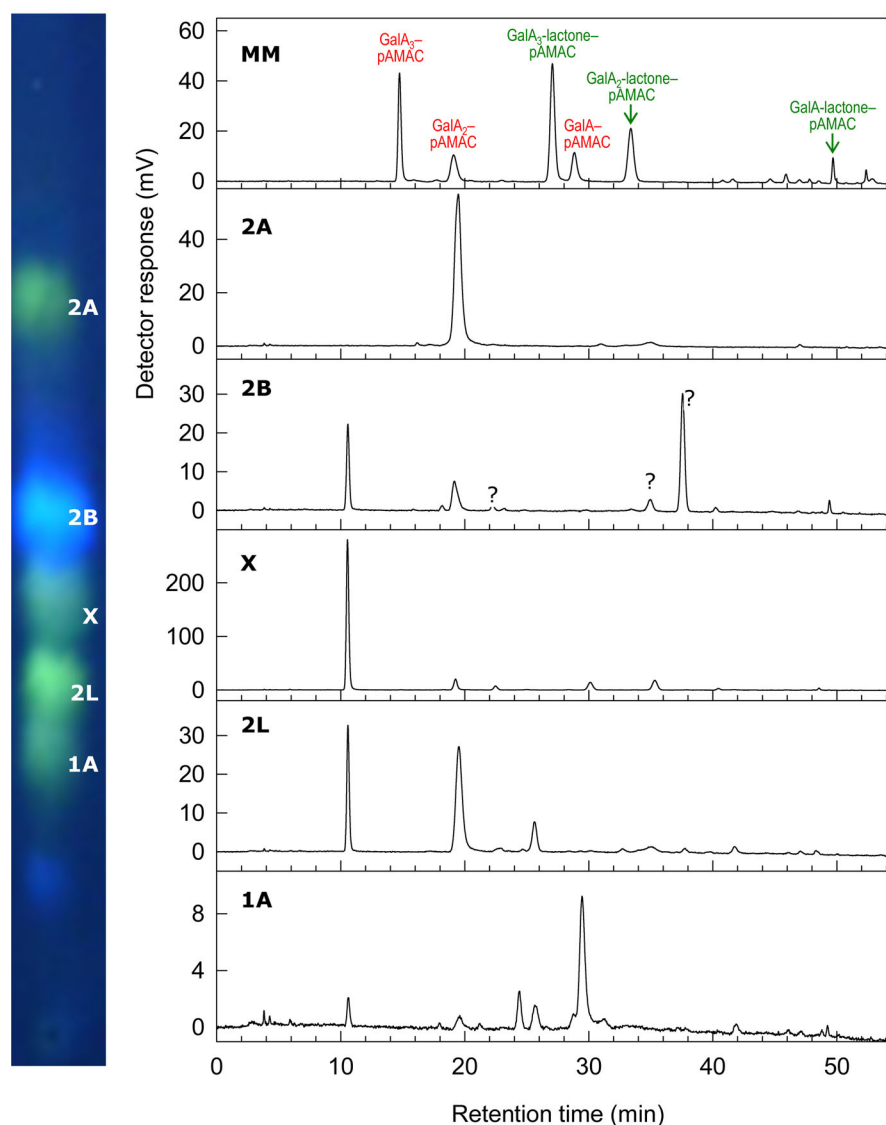 2A
2B
X
2L
1A
Detector response (mV)
MM
GalA₃–
pAMAC
GalA₂–
pAMAC
GalA₃-lactone–
pAMAC
GalA–
pAMAC
GalA₂-lactone–
pAMAC
GalA-lactone–
pAMAC
60
40
20
0
2A
40
20
0
2B
?
?
?
30
20
10
0
X
200
100
0
2L
30
20
10
0
1A
8
4
0
0
10
20
30
40
50
Retention time (min)